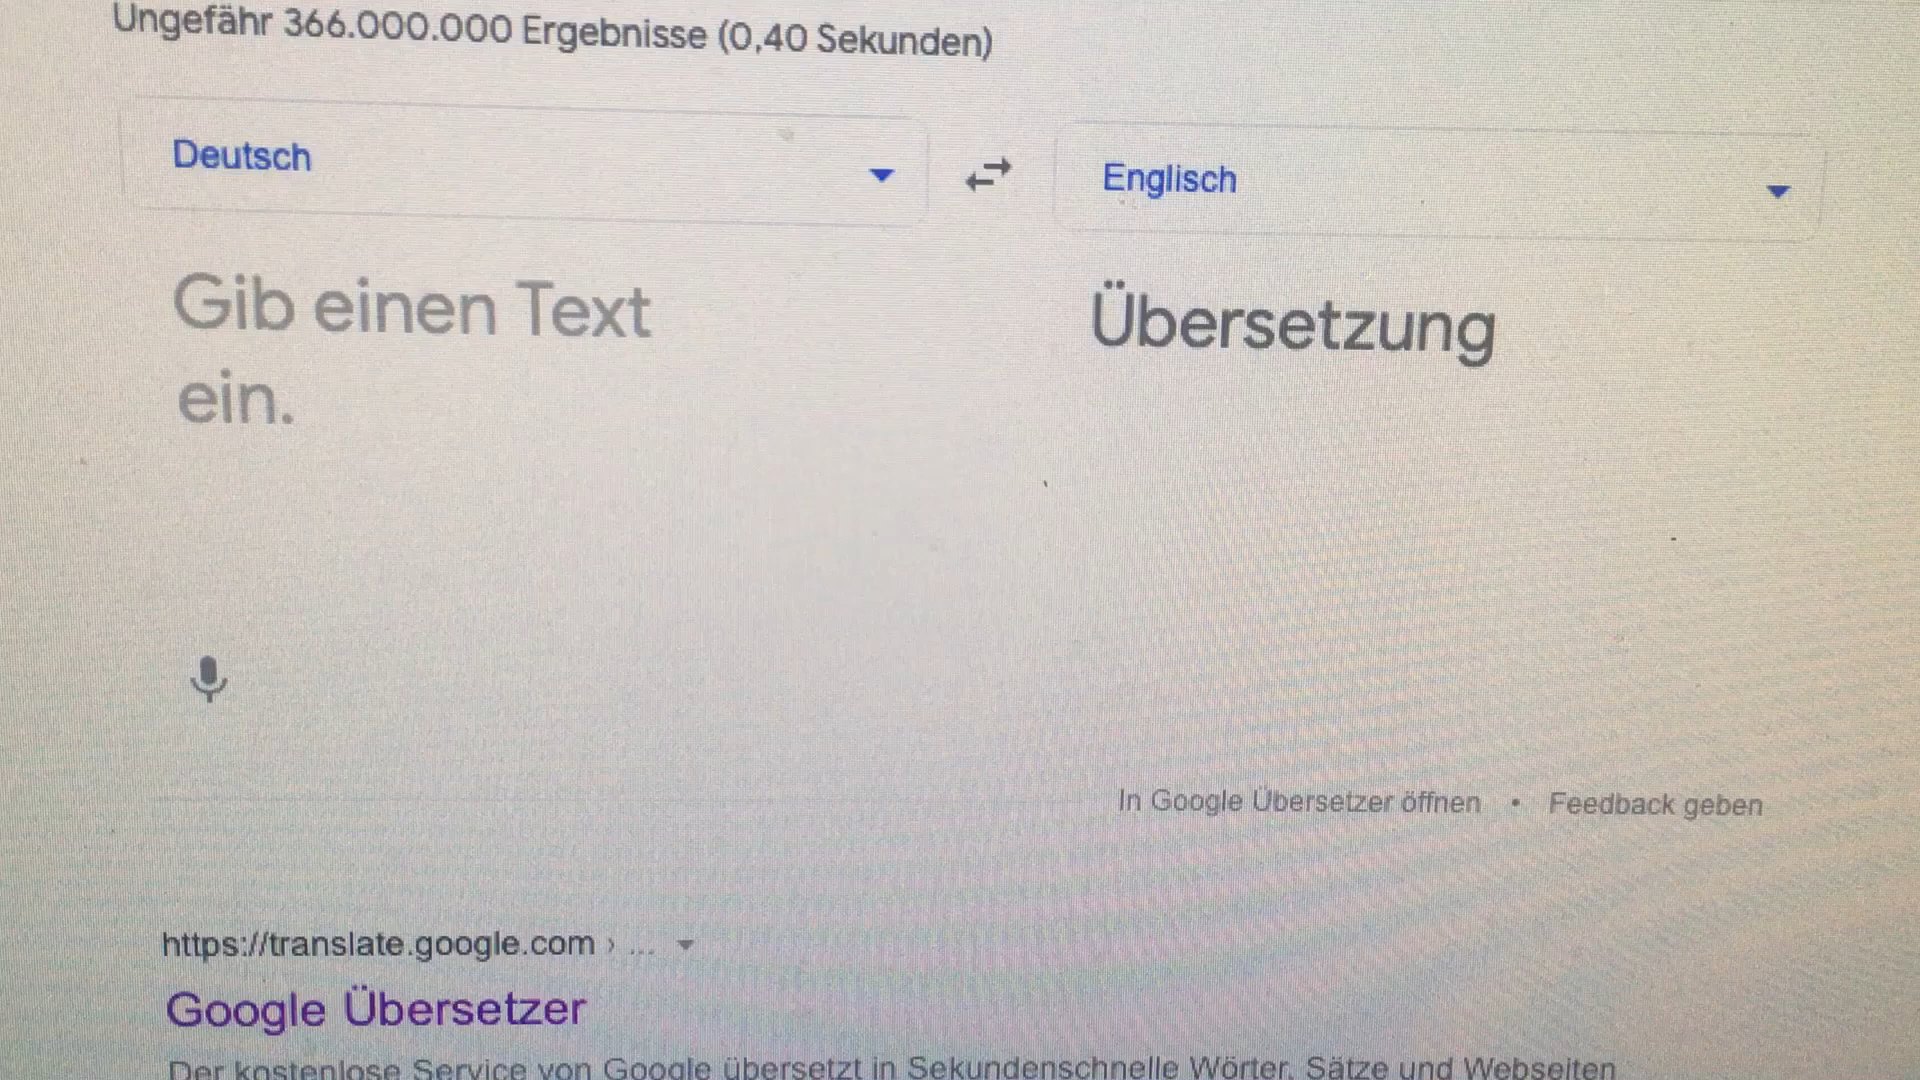 Ungefähr 366.000.000 Ergebnisse (0,40 Sekunden)
Deutsch
Englisch
Gib einen Text
ein.
Übersetzung
In Google Übersetzer öffnen • Feedback geben
https://translate.google.com › ...
Google Übersetzer
Der kostenlose Service von Google übersetzt in Sekundenschnelle Wörter, Sätze und Webseiten